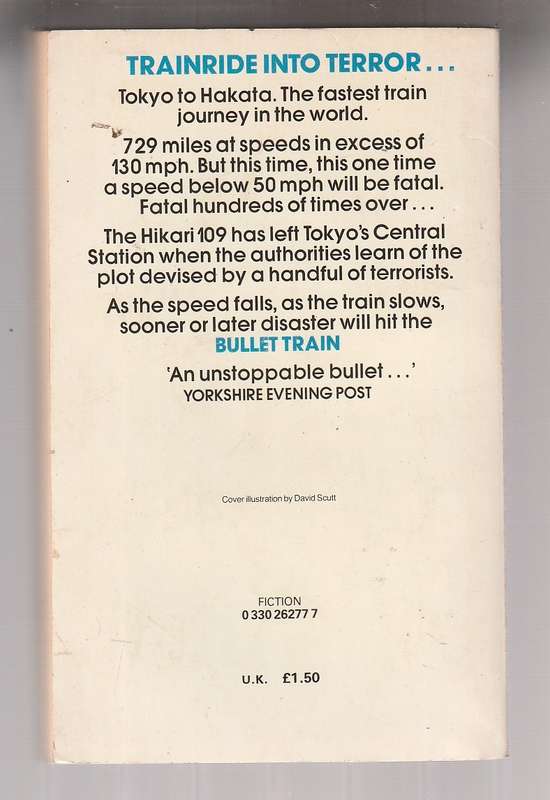 TRAINRIDE INTO TERROR...
Tokyo to Hakata. The fastest train
journey in the world.
729 miles at speeds in excess of
130 mph. But this time, this one time
a speed below 50 mph will be fatal.
Fatal hundreds of times over...
The Hikari 109 has left Tokyo's Central
Station when the authorities learn of the
plot devised by a handful of terrorists.
As the speed falls, as the train slows,
sooner or later disaster will hit the
BULLET TRAIN
'An unstoppable bullet...'
YORKSHIRE EVENING POST
Cover illustration by David Scutt
FICTION
0 330 26277 7
U.K. £1.50